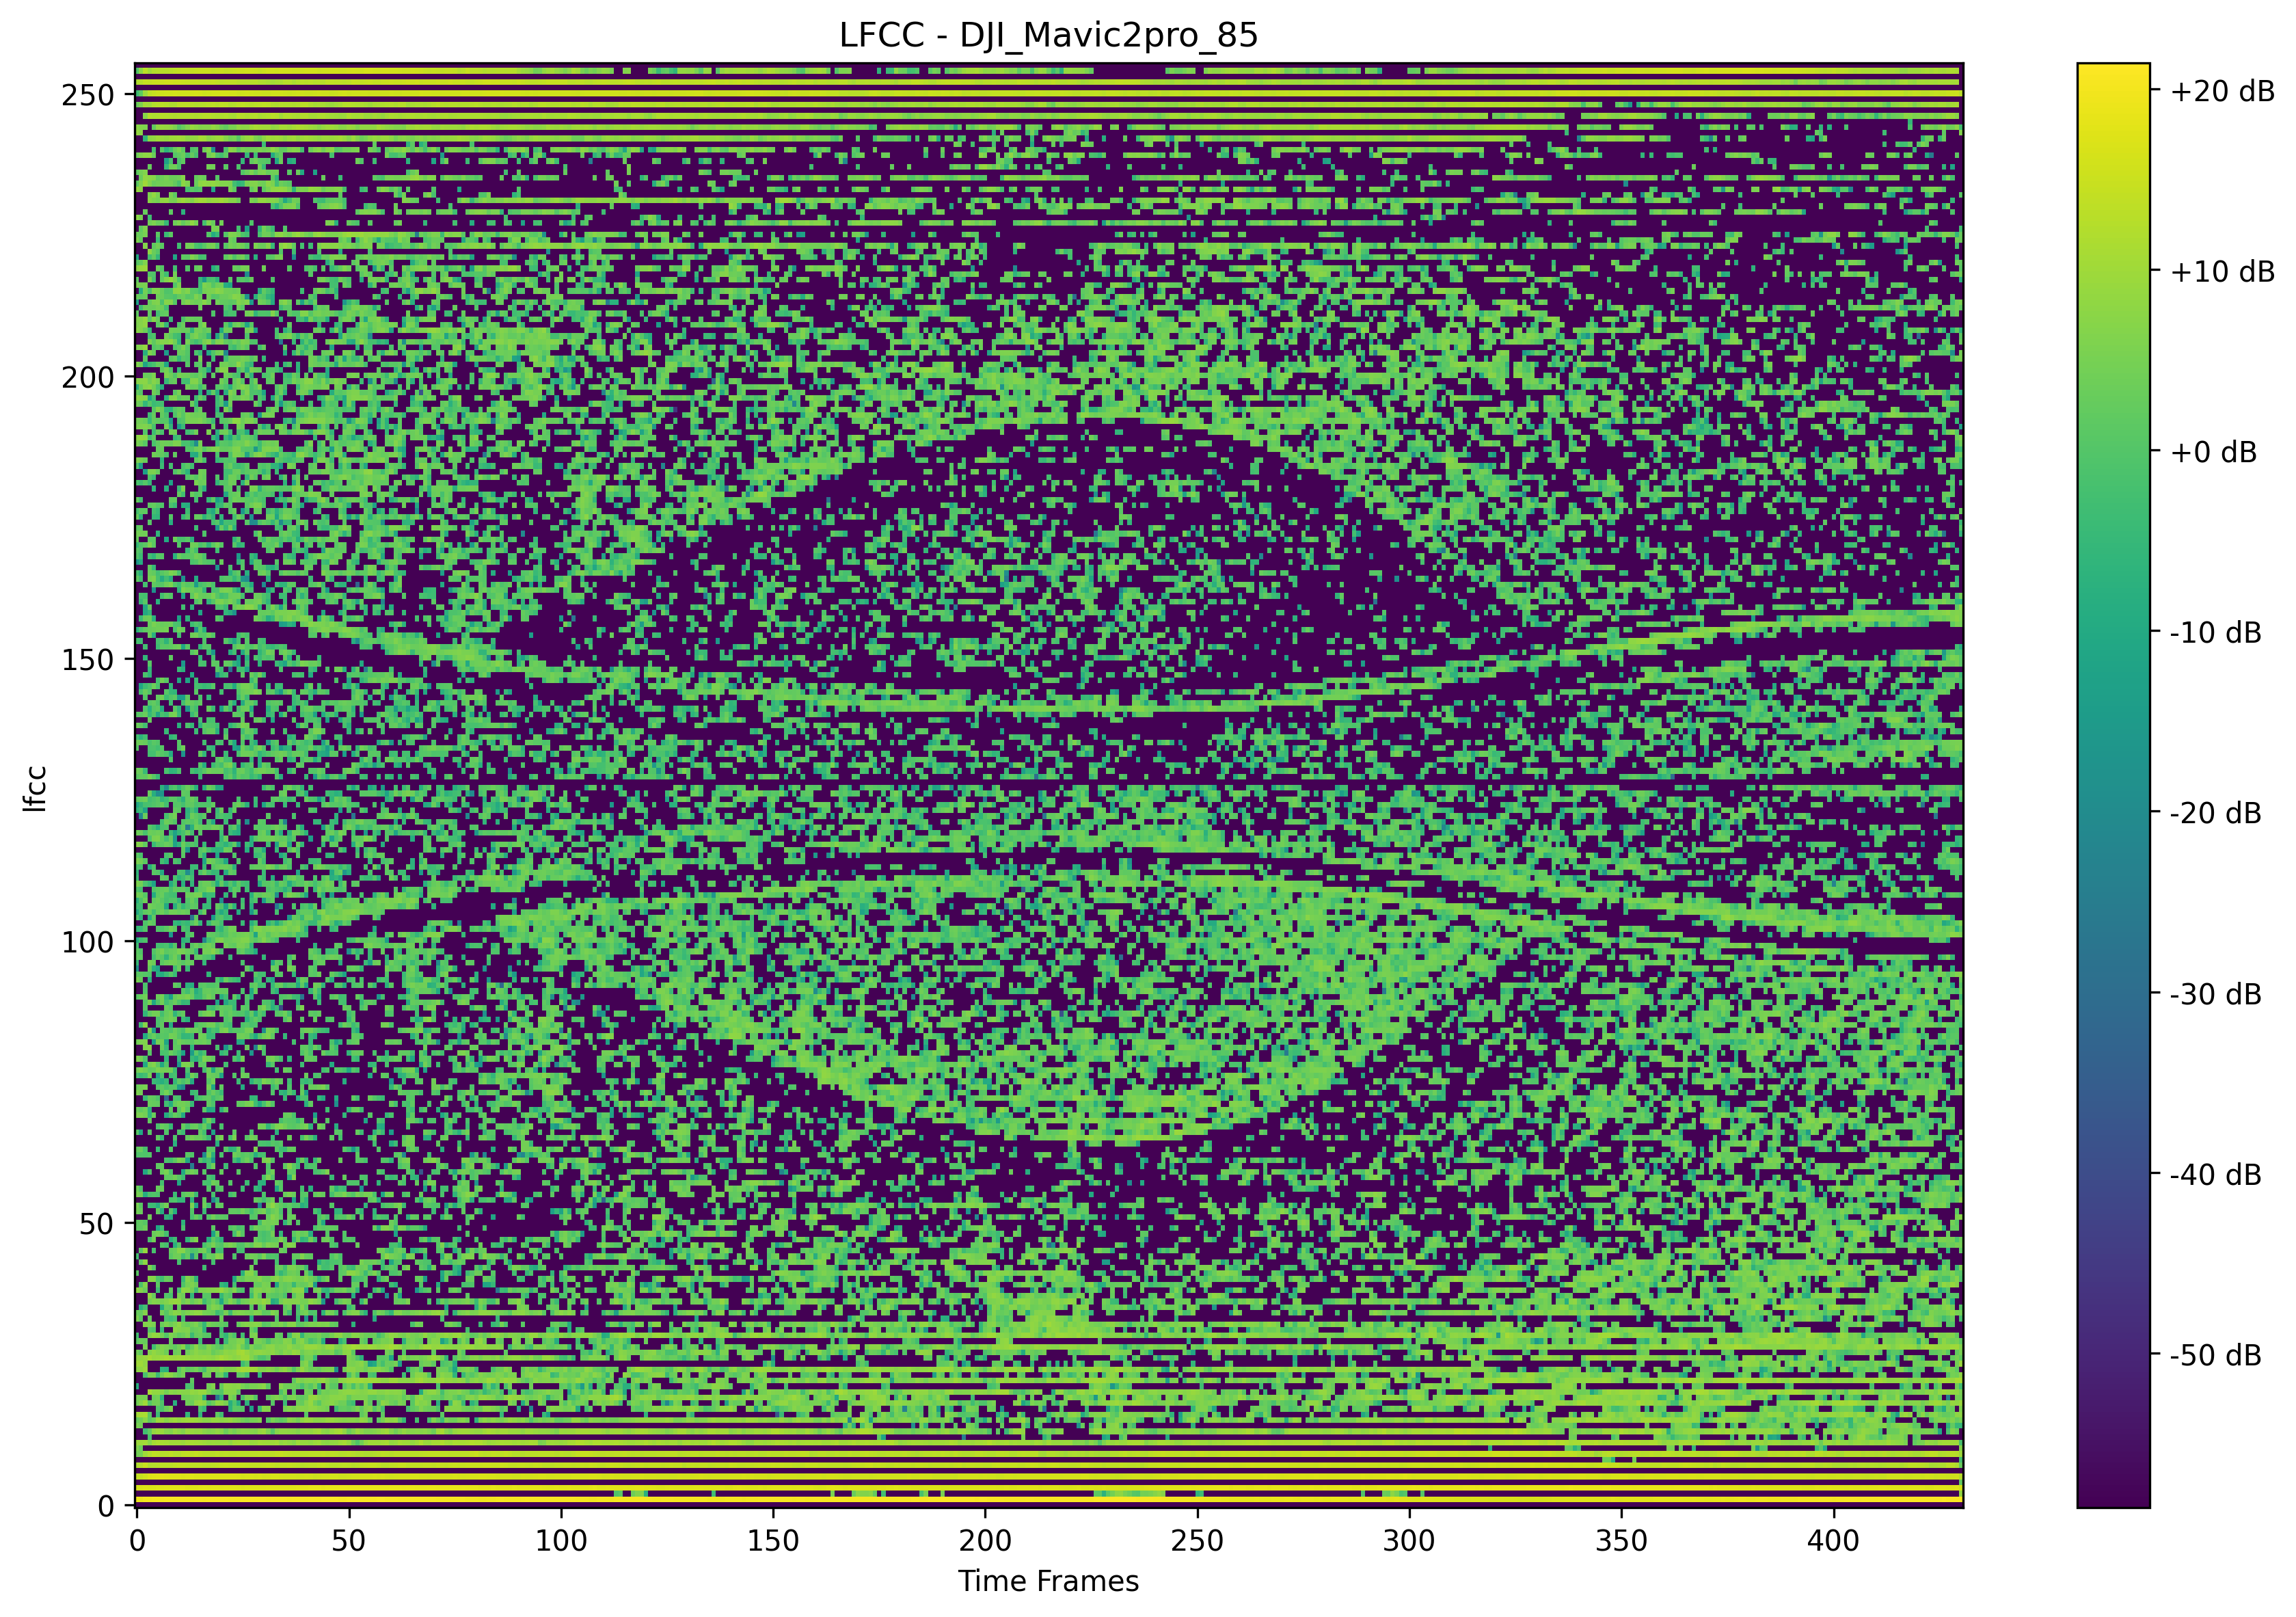 LFCC - DJI_Mavic2pro_85
250
200
150
100
50
0
lfcc
0 50 100 150 200 250 300 350 400
Time Frames
+20 dB
+10 dB
+0 dB
-10 dB
-20 dB
-30 dB
-40 dB
-50 dB